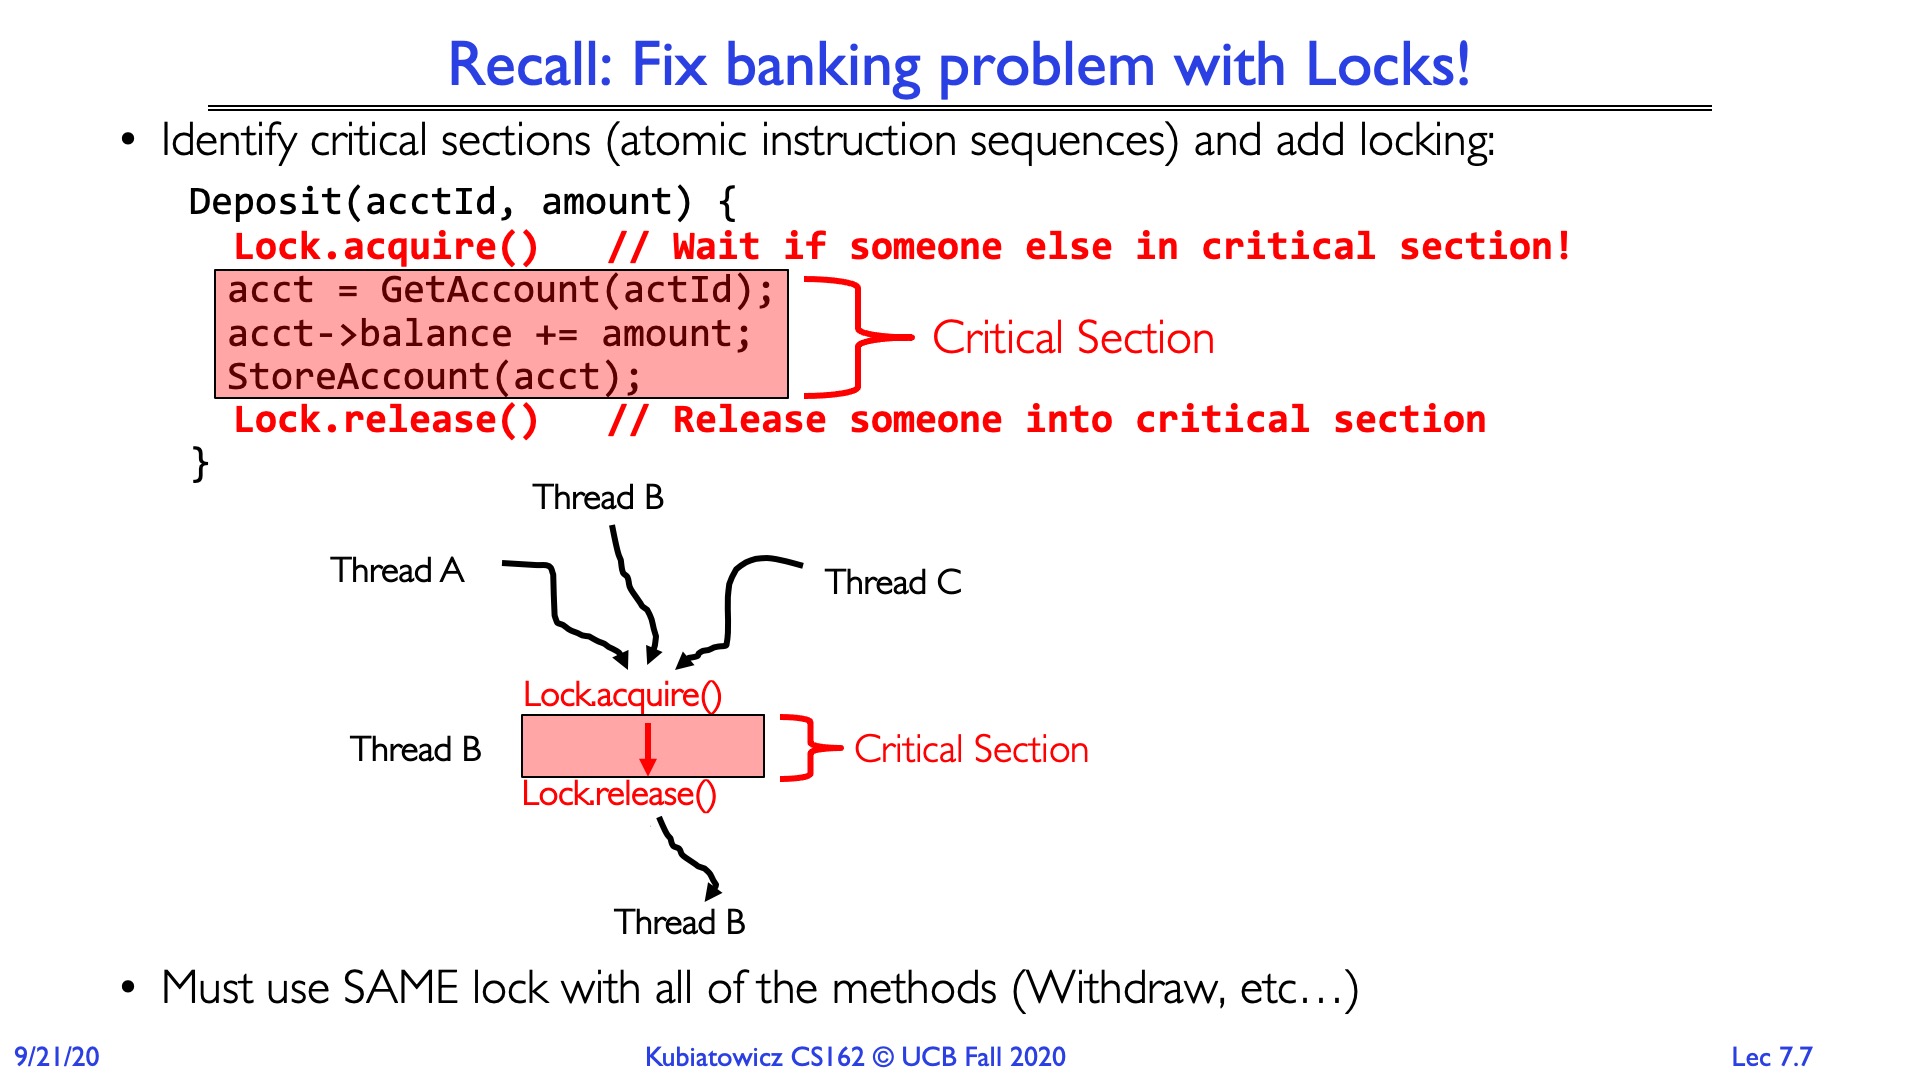 Recall: Fix banking problem with Locks!
• Identify critical sections (atomic instruction sequences) and add locking:
Deposit(acctId, amount) {
Lock.acquire() // Wait if someone else in critical section!
acct = GetAccount(actId);
acct->balance += amount;
StoreAccount(acct);
Critical Section
Lock.release() // Release someone into critical section
}
Thread B
Thread A
Thread C
Lock.acquire()
Thread B
Critical Section
Lock.release()
Thread B
• Must use SAME lock with all of the methods (Withdraw, etc…)
9/21/20
Kubiatowicz CS162 © UCB Fall 2020
Lec 7.7